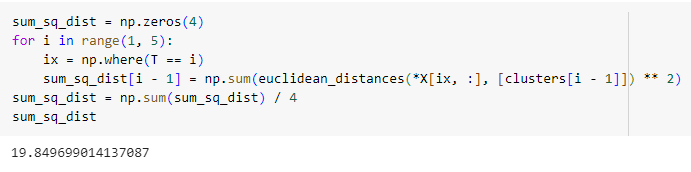 sum_sq_dist = np.zeros(4)
for i in range(1, 5):
    ix = np.where(T == i)
    sum_sq_dist[i - 1] = np.sum(euclidean_distances(*X[ix, :], [clusters[i - 1]]) ** 2)
sum_sq_dist = np.sum(sum_sq_dist) / 4
sum_sq_dist
19.849699014137087